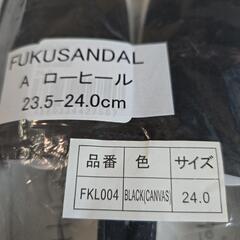 FUKUSANDAL
A ローヒール
23.5-24.0cm
品番 色 サイズ
FKL004 BLACK(CANVAS) 24.0